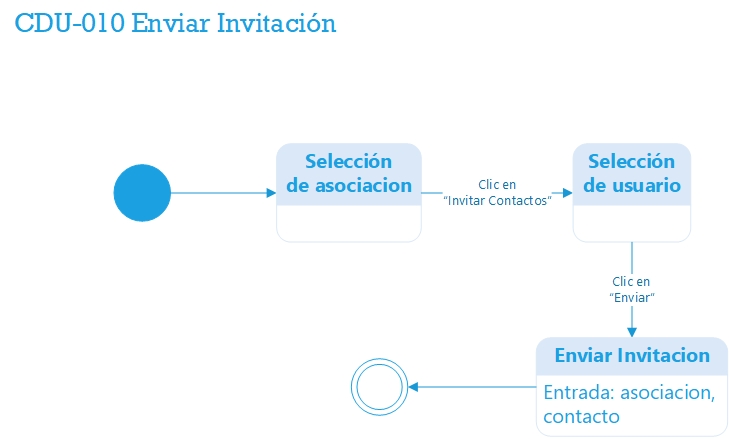 CDU-010 Enviar Invitación
Selección
de asociacion
Clic en
“Invitar Contactos”
Selección
de usuario
Clic en
“Enviar”
Enviar Invitacion
Entrada: asociacion,
contacto